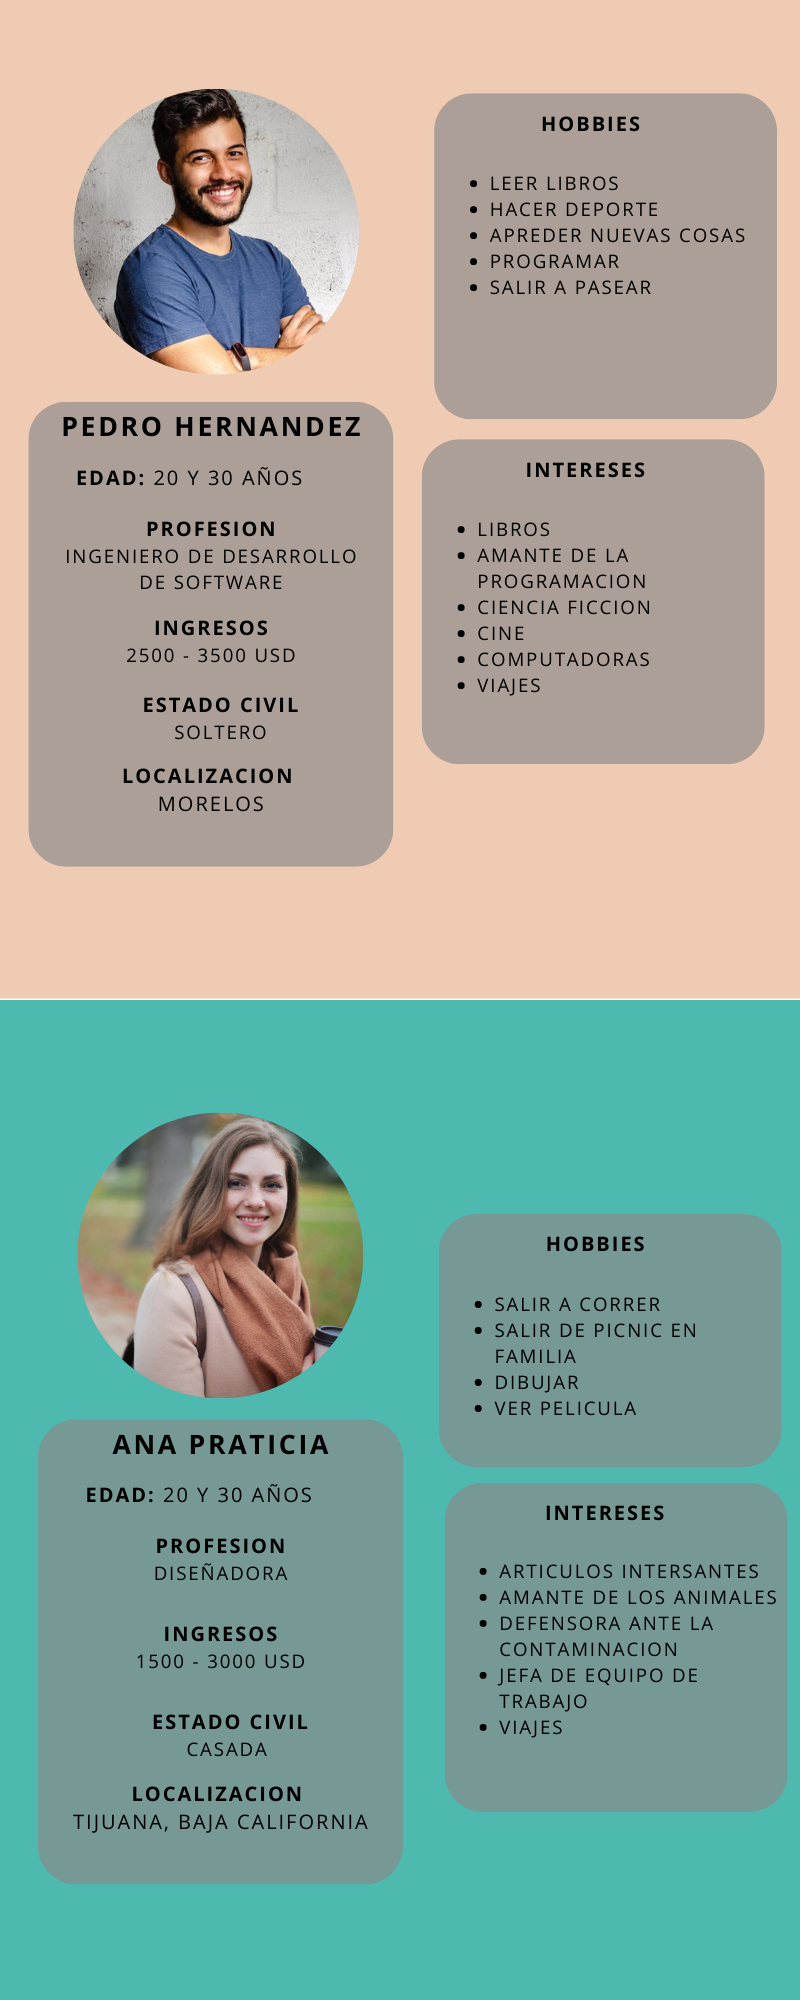 HOBBIES
LEER LIBROS
HACER DEPORTE
APREDER NUEVAS COSAS
PROGRAMAR
SALIR A PASEAR
PEDRO HERNANDEZ
EDAD: 20 Y 30 AÑOS
PROFESION
INGENIERO DE DESARROLLO
DE SOFTWARE
INGRESOS
2500 - 3500 USD
ESTADO CIVIL
SOLTERO
LOCALIZACION
MORELOS
INTERESES
LIBROS
AMANTE DE LA
PROGRAMACION
CIENCIA FICCION
CINE
COMPUTADORAS
VIAJES
HOBBIES
SALIR A CORRER
SALIR DE PICNIC EN
FAMILIA
DIBUJAR
VER PELICULA
ANA PRATICIA
EDAD: 20 Y 30 AÑOS
PROFESION
DISEÑADORA
INGRESOS
1500 - 3000 USD
ESTADO CIVIL
CASADA
LOCALIZACION
TIJUANA, BAJA CALIFORNIA
INTERESES
ARTICULOS INTERSANTES
AMANTE DE LOS ANIMALES
DEFENSORA ANTE LA
CONTAMINACION
JEFA DE EQUIPO DE
TRABAJO
VIAJES